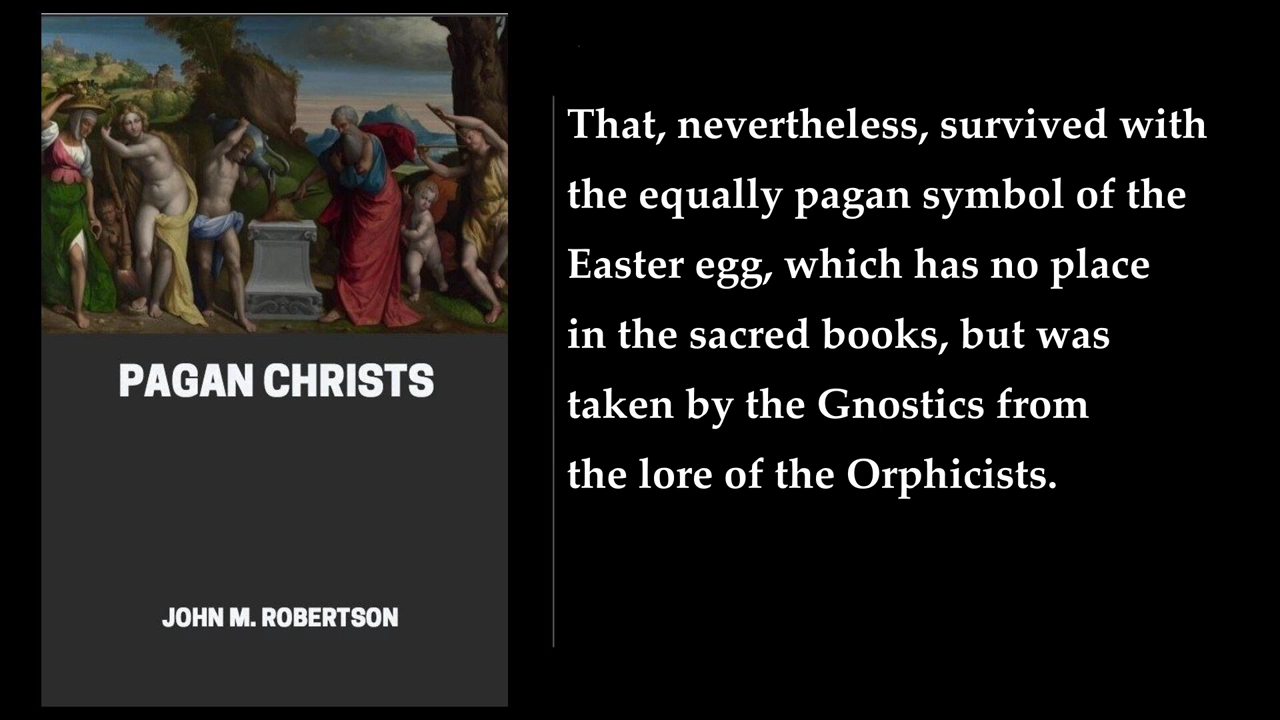 PAGAN CHRISTS
JOHN M. ROBERTSON
That, nevertheless, survived with
the equally pagan symbol of the
Easter egg, which has no place
in the sacred books, but was
taken by the Gnostics from
the lore of the Orphicists.